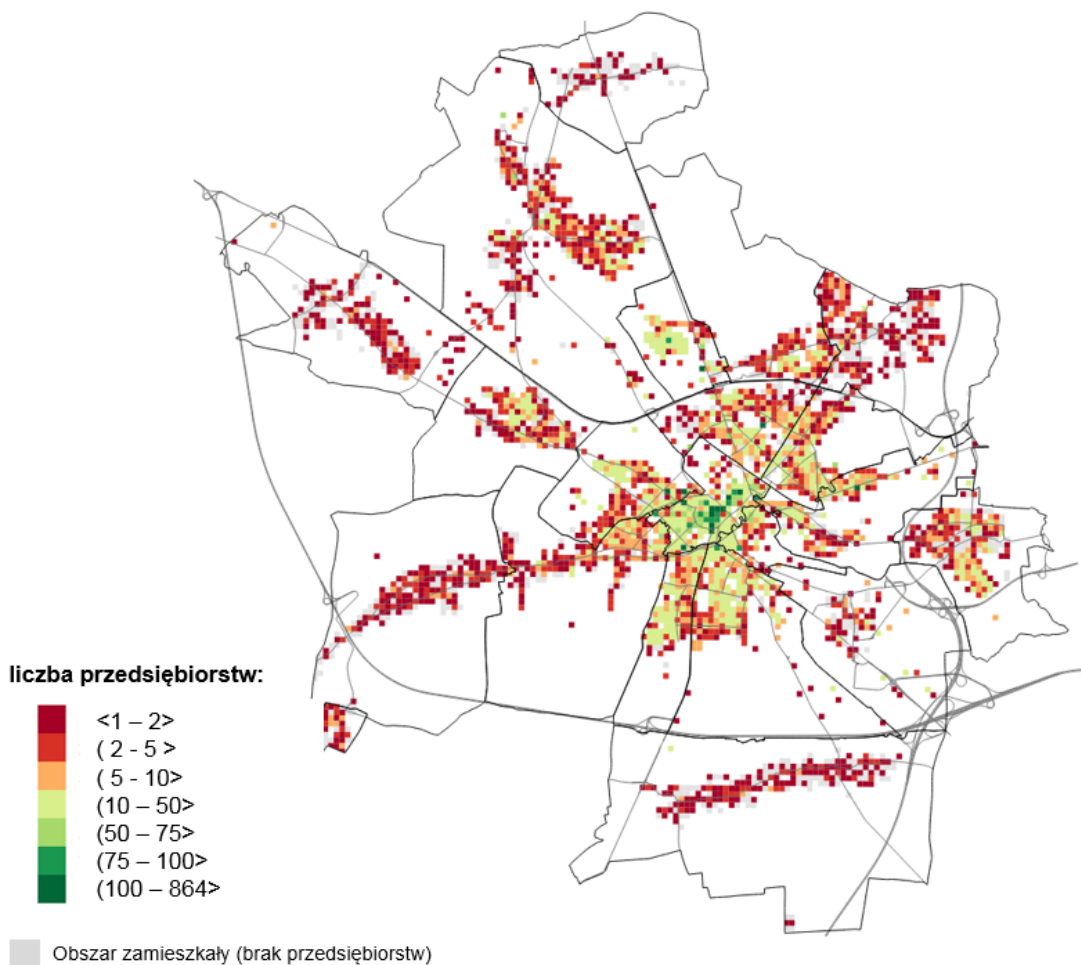 liczba przedsiębiorstw:
<1 – 2>
( 2 - 5 >
( 5 - 10>
(10 – 50>
(50 – 75>
(75 – 100>
(100 – 864>
Obszar zamieszkały (brak przedsiębiorstw)